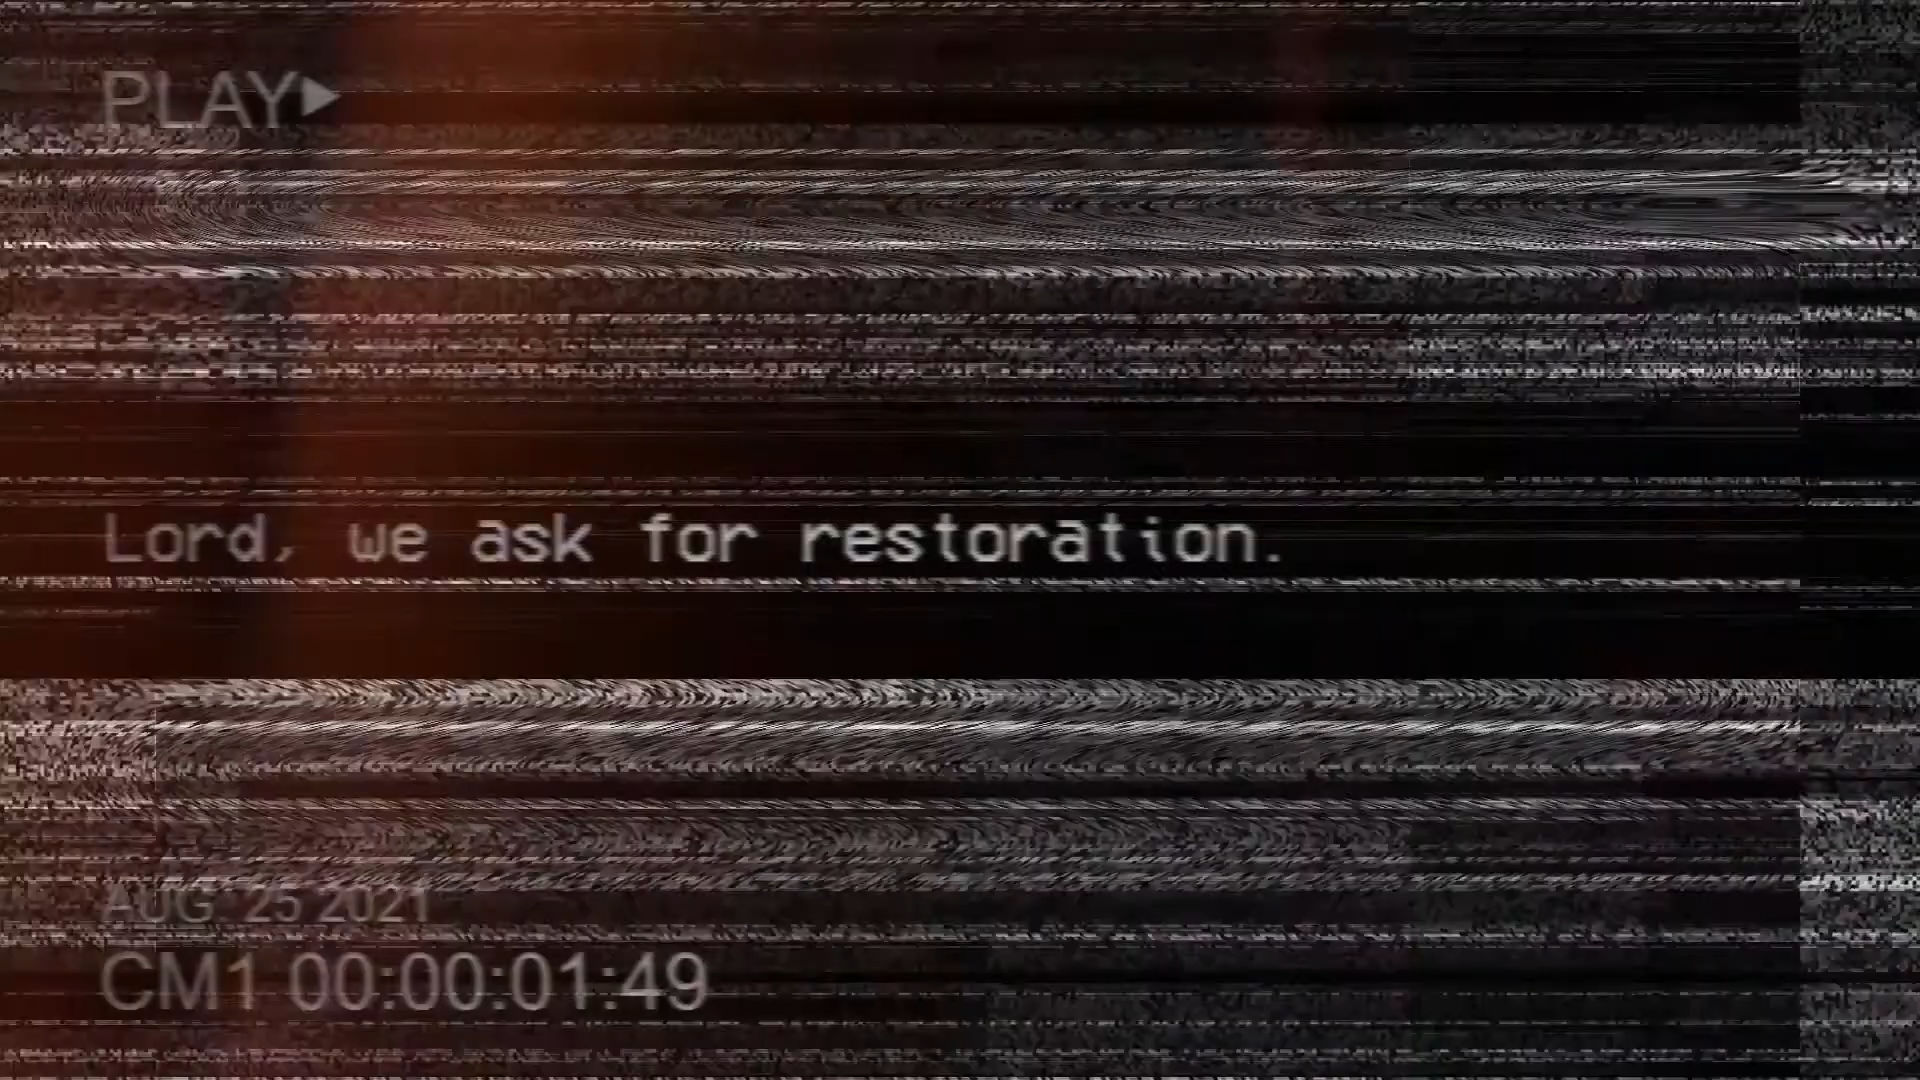 PLAY▶
Lord, we ask for restoration.
AUG. 25 2021
CM1 00:00:01:49